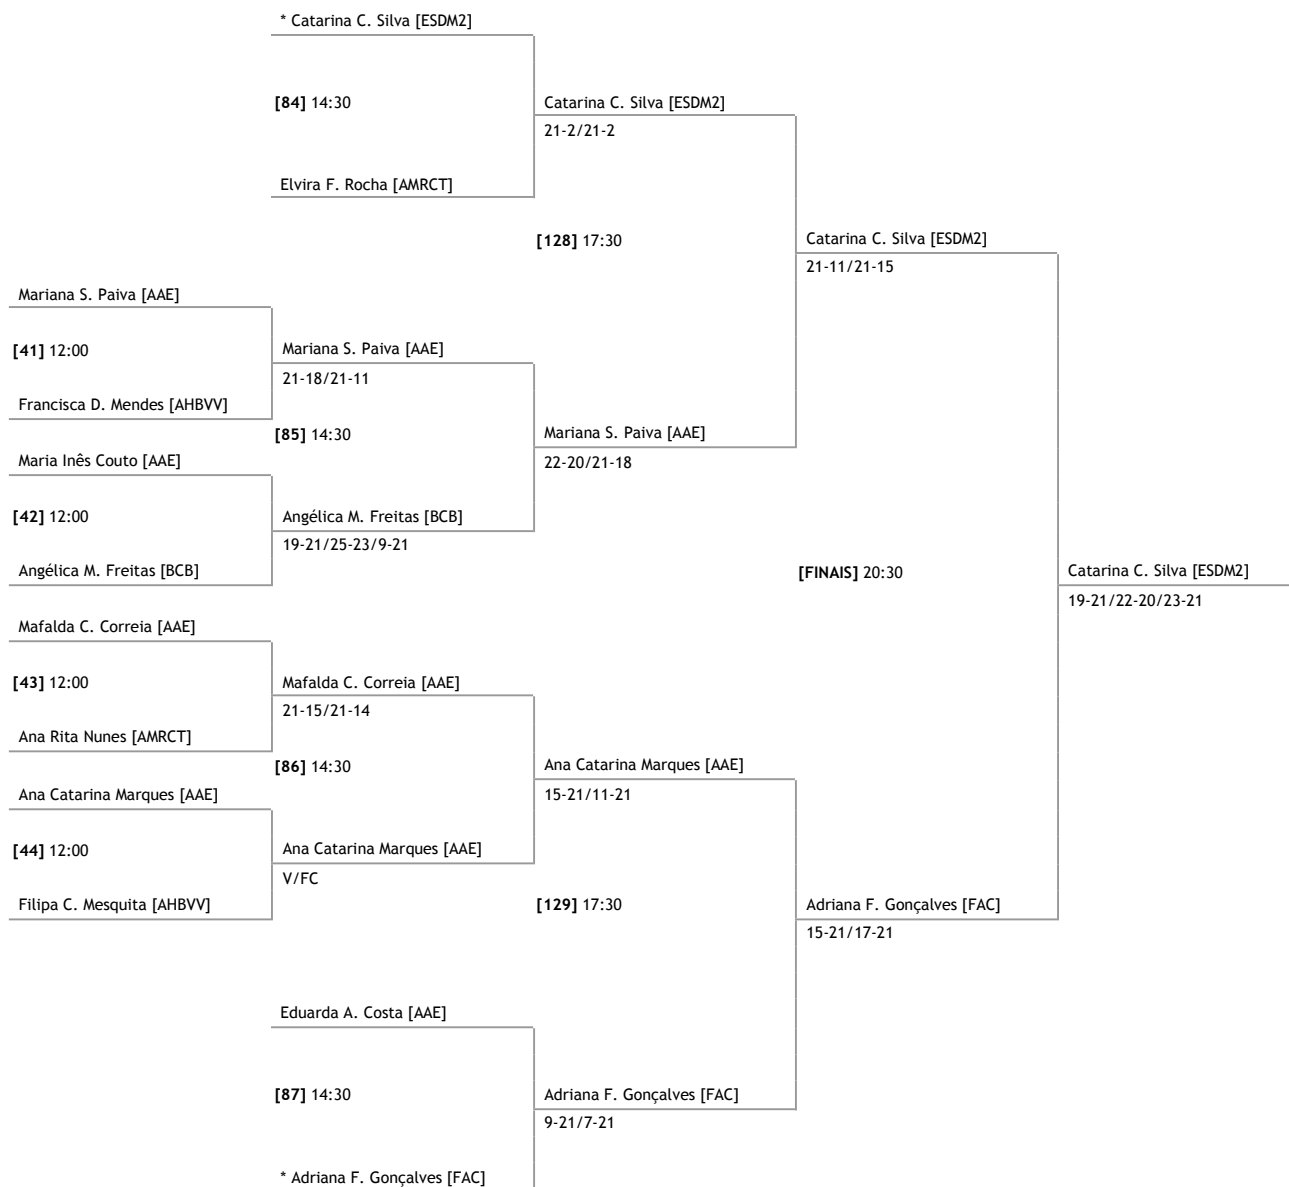 * Catarina C. Silva [ESDM2]
[84] 14:30
Catarina C. Silva [ESDM2]
21-2/21-2
Elvira F. Rocha [AMRCT]
[128] 17:30
Catarina C. Silva [ESDM2]
21-11/21-15
Mariana S. Paiva [AAE]
[41] 12:00
Mariana S. Paiva [AAE]
21-18/21-11
Francisca D. Mendes [AHBVV]
[85] 14:30
Mariana S. Paiva [AAE]
22-20/21-18
Maria Inês Couto [AAE]
[42] 12:00
Angélica M. Freitas [BCB]
19-21/25-23/9-21
Angélica M. Freitas [BCB]
[FINAIS] 20:30
Catarina C. Silva [ESDM2]
19-21/22-20/23-21
Mafalda C. Correia [AAE]
[43] 12:00
Mafalda C. Correia [AAE]
21-15/21-14
Ana Rita Nunes [AMRCT]
[86] 14:30
Ana Catarina Marques [AAE]
15-21/11-21
Ana Catarina Marques [AAE]
[44] 12:00
Ana Catarina Marques [AAE]
V/FC
Filipa C. Mesquita [AHBVV]
[129] 17:30
Adriana F. Gonçalves [FAC]
15-21/17-21
Eduarda A. Costa [AAE]
[87] 14:30
Adriana F. Gonçalves [FAC]
9-21/7-21
* Adriana F. Gonçalves [FAC]